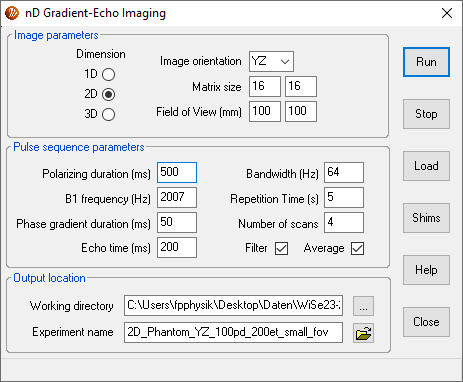 nD Gradient-Echo Imaging
Image parameters
Dimension
1D
2D
3D
Image orientation YZ
Matrix size 16 16
Field of View (mm) 100 100
Pulse sequence parameters
Polarizing duration (ms) 500 Bandwidth (Hz) 64
B1 frequency (Hz) 2007 Repetition Time (s) 5
Phase gradient duration (ms) 50 Number of scans 4
Echo time (ms) 200 Filter Average
Output location
Working directory C:\Users\fpphysik\Desktop\Daten\WiSe23-
...
Experiment name 2D_Phantom_YZ_100pd_200et_small_fov
Run
Stop
Load
Shims
Help
Close